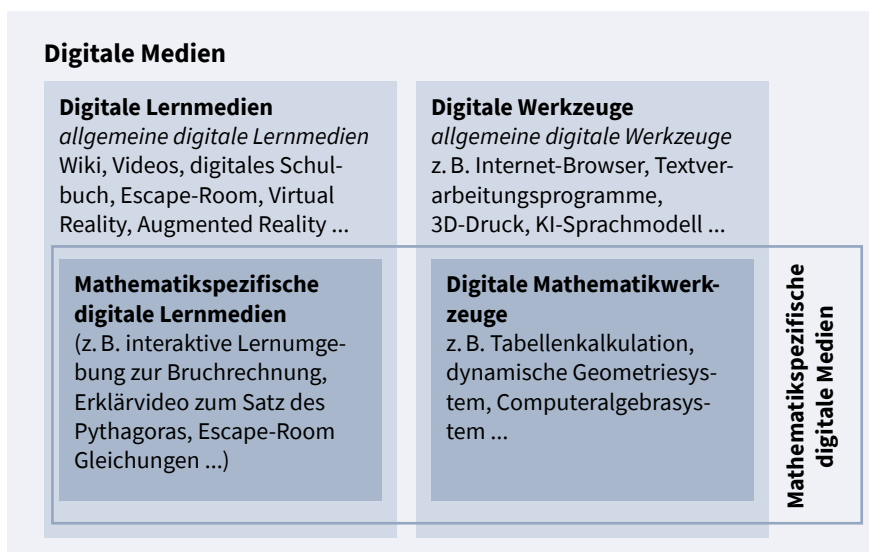 Digitale Medien
Digitale Lernmedien
allgemeine digitale Lernmedien
Wiki, Videos, digitales Schul-
buch, Escape-Room, Virtual
Reality, Augmented Reality ...
Digitale Werkzeuge
allgemeine digitale Werkzeuge
z. B. Internet-Browser, Textver-
arbeitungsprogramme,
3D-Druck, KI-Sprachmodell ...
Mathematikspezifische
digitale Lernmedien
(z. B. interaktive Lernumge-
bung zur Bruchrechnung,
Erklärvideo zum Satz des
Pythagoras, Escape-Room
Gleichungen ...)
Digitale Mathematikwerk-
zeuge
z. B. Tabellenkalkulation,
dynamische Geometriesys-
tem, Computeralgebrasys-
tem ...
Mathematikspezifische
digitale Medien